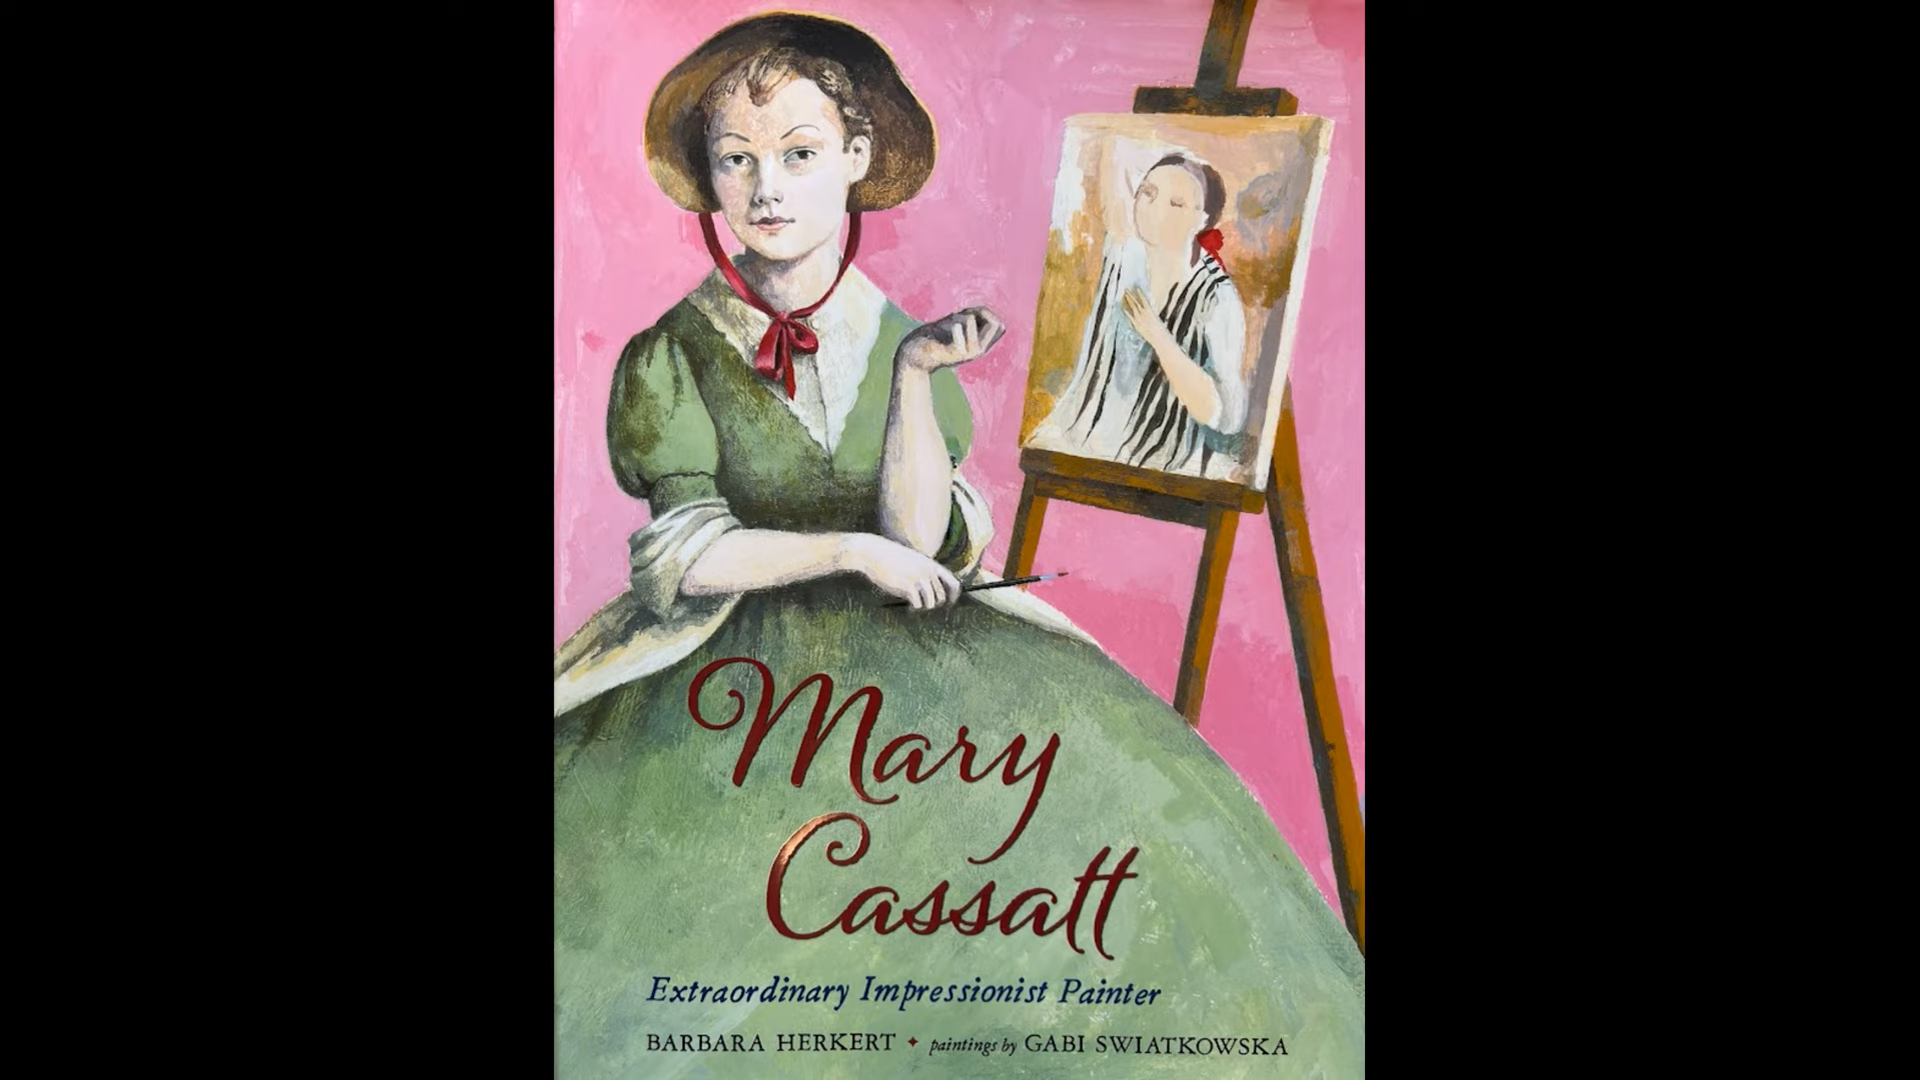 Mary
Cassatt
Extraordinary Impressionist Painter
BARBARA HERKERT ✦ paintings by GABI SWIATKOWSKA